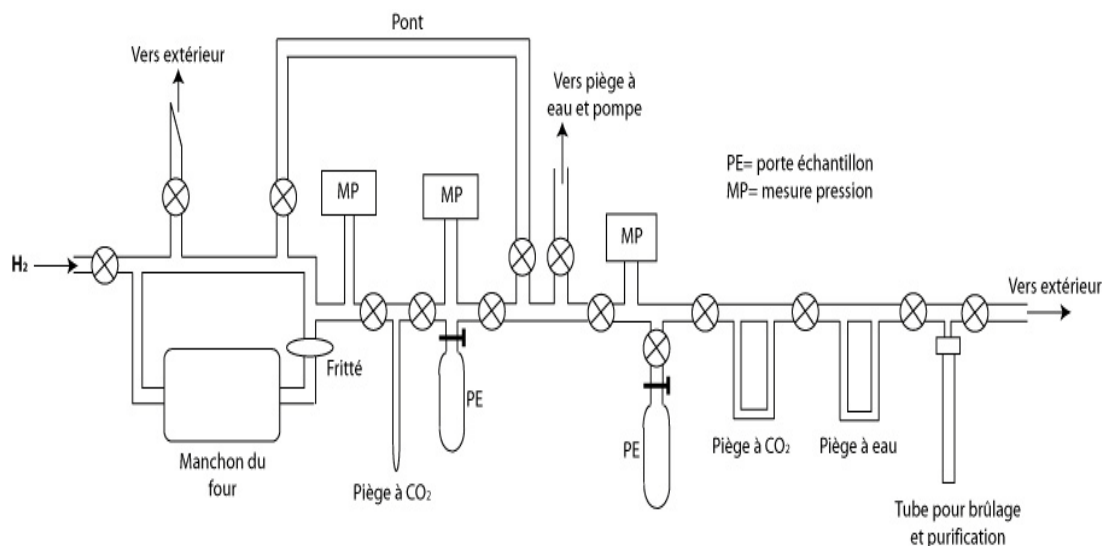 Pont
Vers extérieur
Vers piège à
eau et pompe
PE= porte échantillon
MP= mesure pression
MP
MP
MP
H₂
Vers extérieur
Fritté
PE
PE
Manchon du
four
Piège à CO₂
Piège à CO₂
Piège à eau
Tube pour brûlage
et purification